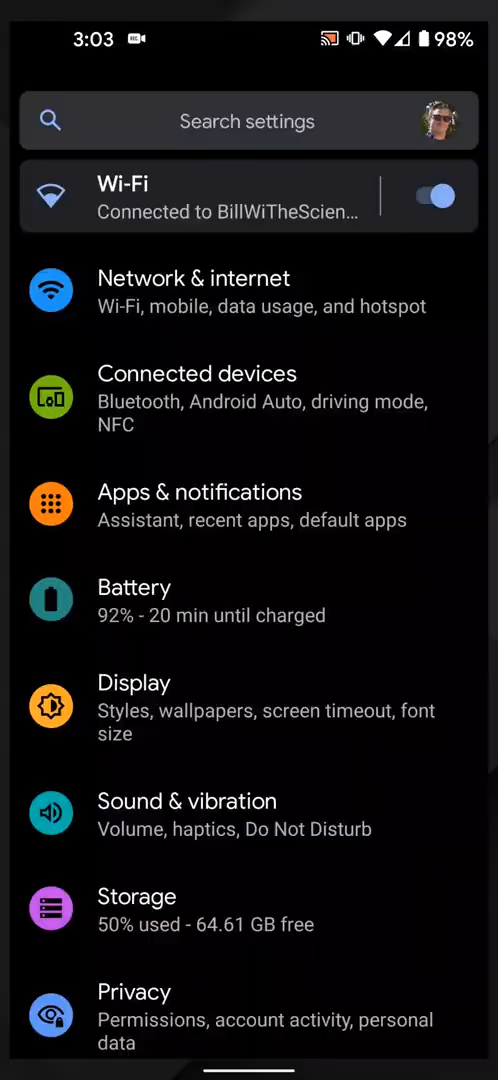 3:03 98%
Search settings
Wi-Fi
Connected to BillWiTheScien...
Network & internet
Wi-Fi, mobile, data usage, and hotspot
Connected devices
Bluetooth, Android Auto, driving mode,
NFC
Apps & notifications
Assistant, recent apps, default apps
Battery
92% - 20 min until charged
Display
Styles, wallpapers, screen timeout, font
size
Sound & vibration
Volume, haptics, Do Not Disturb
Storage
50% used - 64.61 GB free
Privacy
Permissions, account activity, personal
data